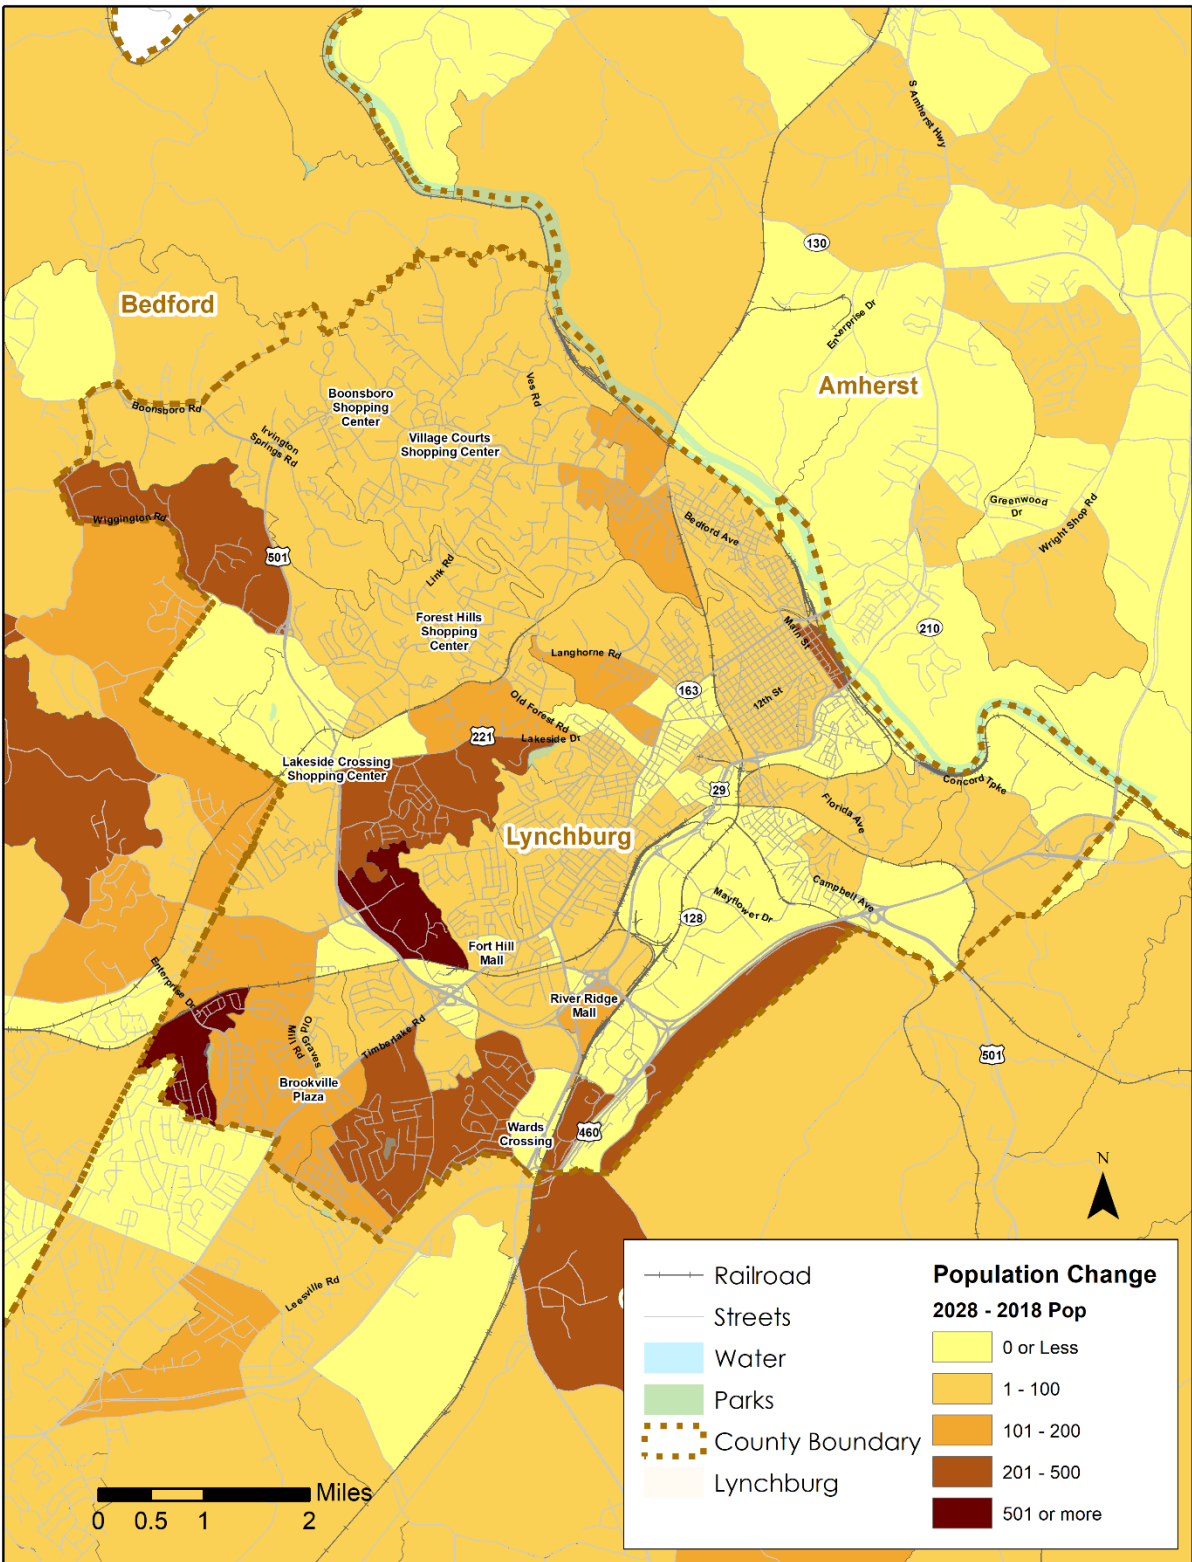 S Amherst Hwy
130
Bedford
Enterprise Dr
Amherst
Ves Rd
Boonsboro
Shopping
Center
Boonsboro Rd
Irvington
Springs Rd
Village Courts
Shopping Center
Greenwood
Dr
Wright Shop Rd
Wiggington Rd
Bedford Ave
501
Link Rd
Forest Hills
Shopping
Center
Main St
210
Langhorne Rd
163
12th St
Old Forest Rd
221
Lakeside Dr
Lakeside Crossing
Shopping Center
29
Concord Tpke
Florida Ave
Lynchburg
Campbell Ave
Mayflower Dr
128
Fort Hill
Mall
Enterprise Dr
River Ridge
Mall
Old Graves
Mill Rd
Timberlake Rd
501
Brookville
Plaza
Wards
Crossing
460
N
Leesville Rd
C
Railroad
Streets
Water
Parks
County Boundary
Lynchburg
Population Change
2028 - 2018 Pop
0 or Less
1 - 100
101 - 200
201 - 500
501 or more
Miles
0 0.5 1 2